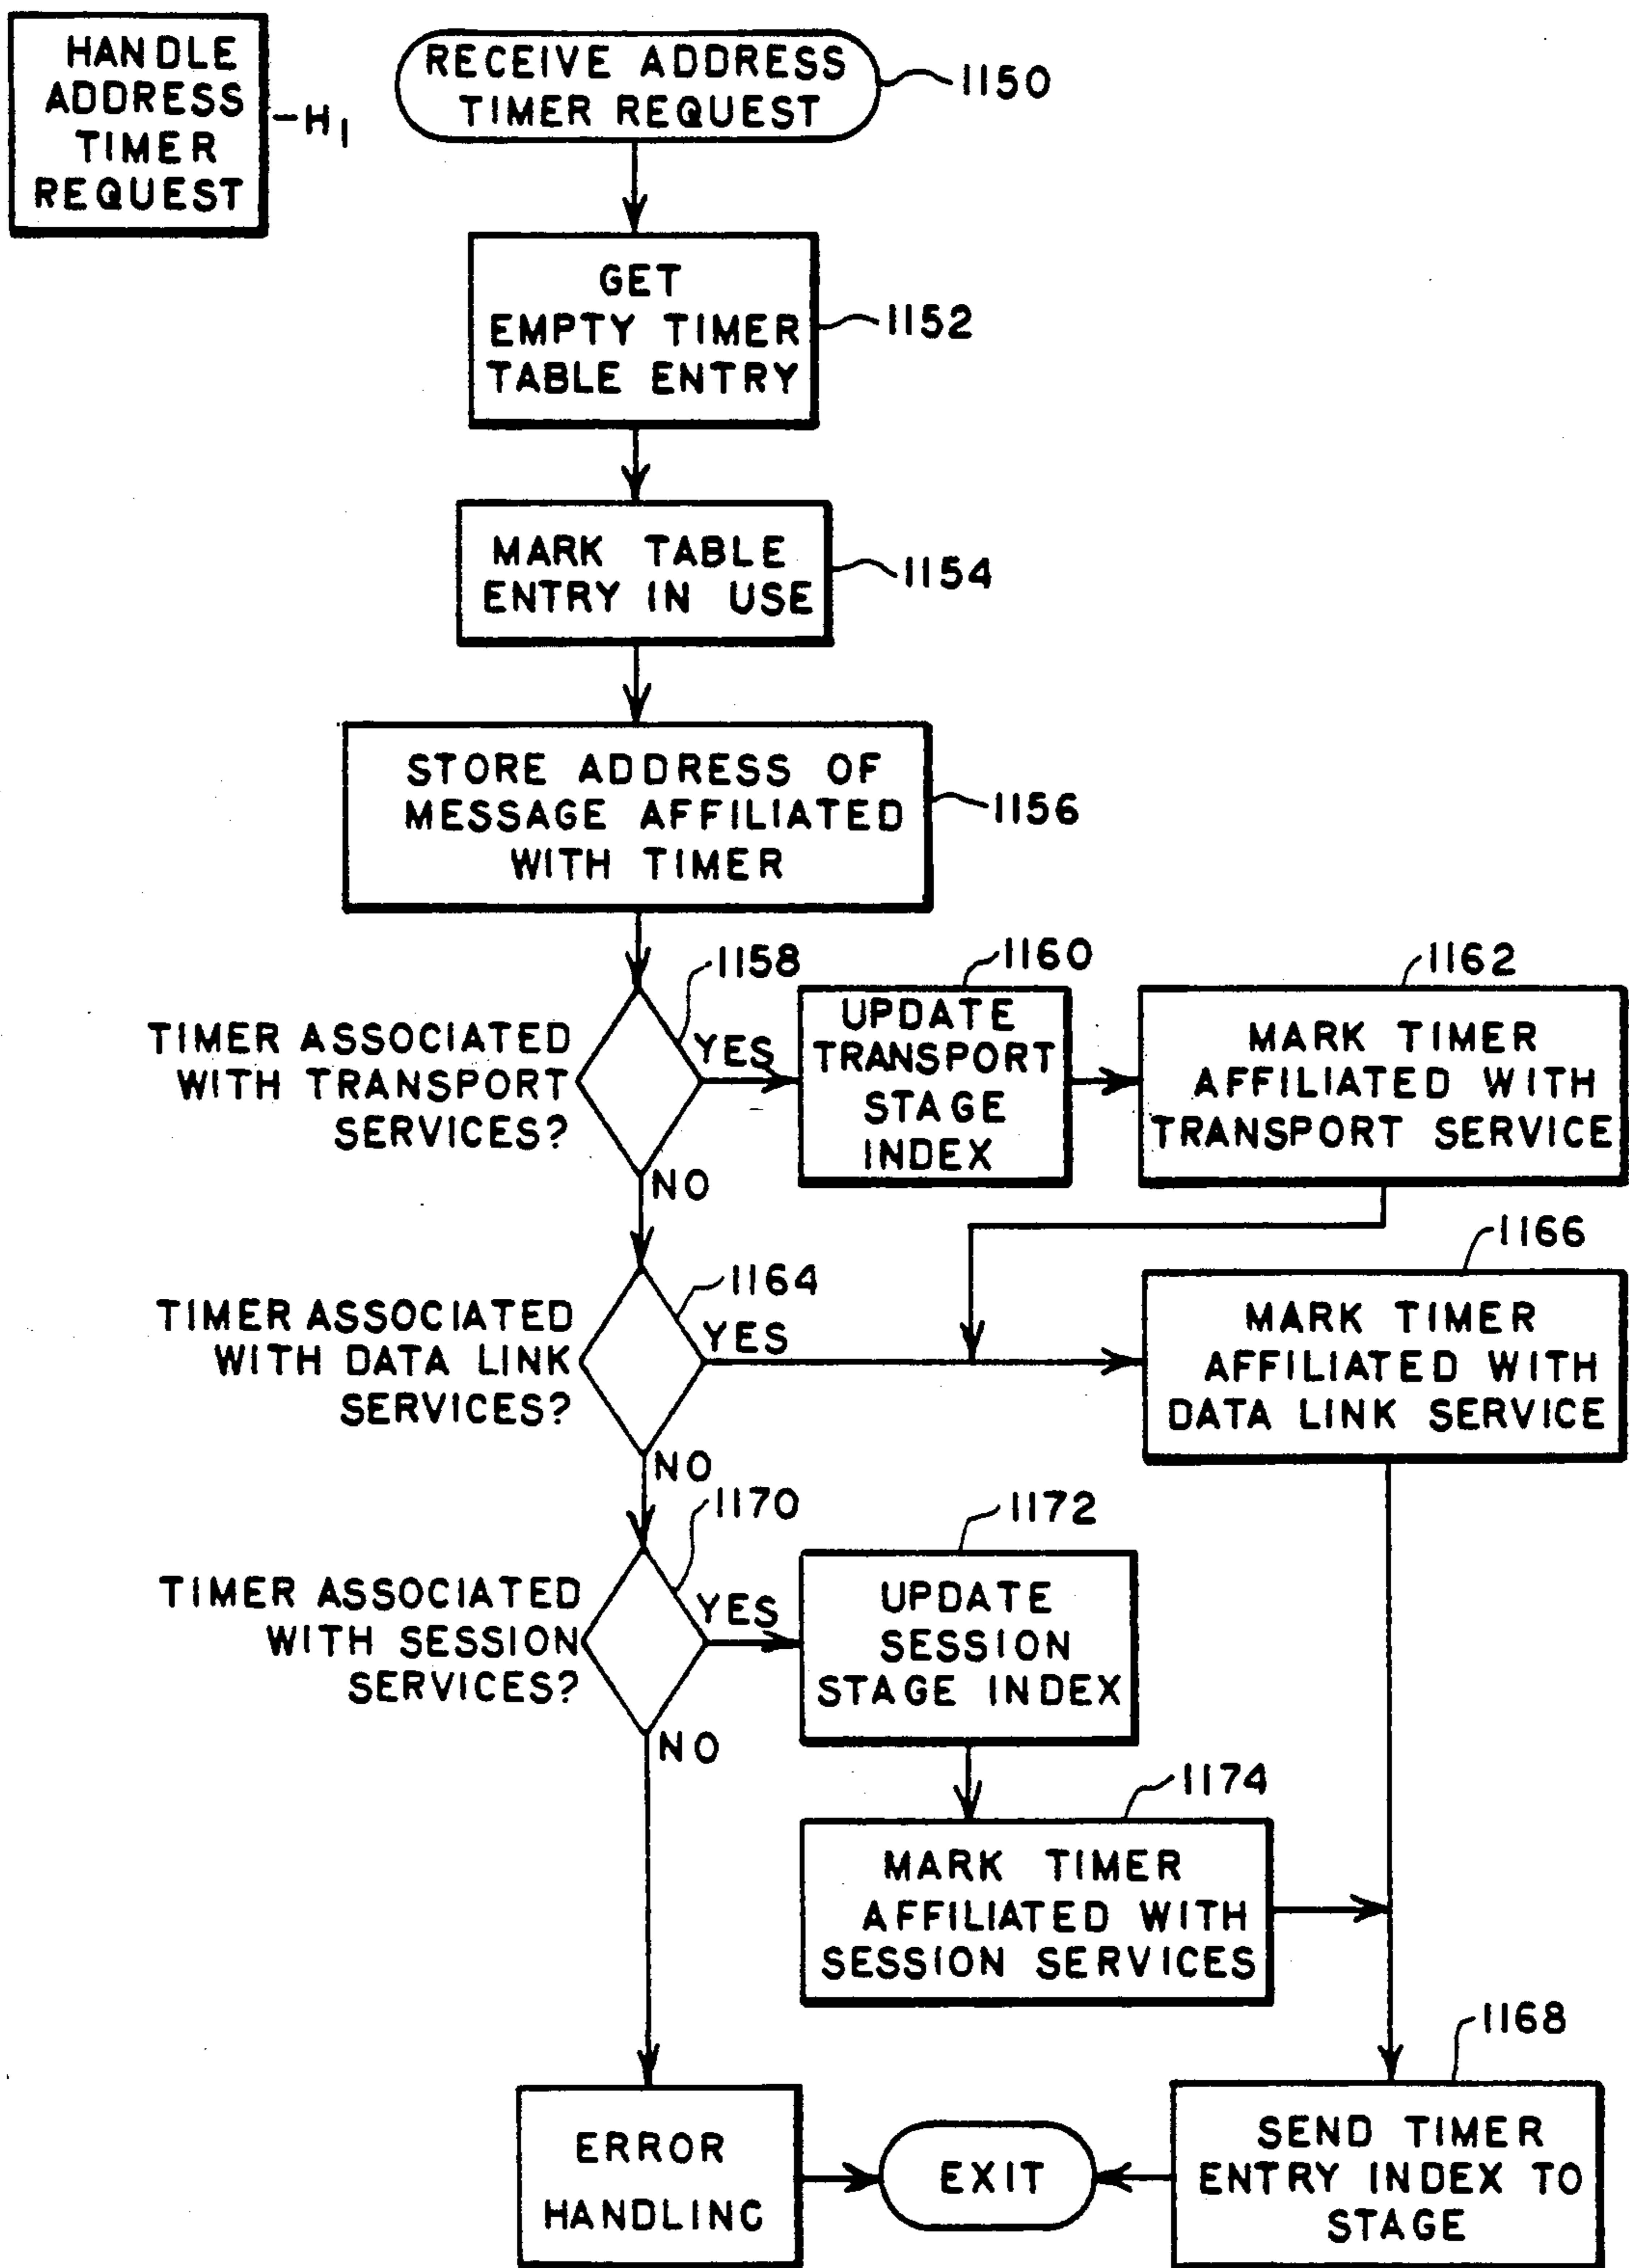 HANDLE
ADDRESS
TIMER
REQUEST
H1
RECEIVE ADDRESS
TIMER REQUEST
1150
GET
EMPTY TIMER
TABLE ENTRY
1152
MARK TABLE
ENTRY IN USE
1154
STORE ADDRESS OF
MESSAGE AFFILIATED
WITH TIMER
1156
1158
TIMER ASSOCIATED
WITH TRANSPORT
SERVICES?
YES
NO
1160
UPDATE
TRANSPORT
STAGE
INDEX
1162
MARK TIMER
AFFILIATED WITH
TRANSPORT SERVICE
1164
TIMER ASSOCIATED
WITH DATA LINK
SERVICES?
YES
NO
1166
MARK TIMER
AFFILIATED WITH
DATA LINK SERVICE
1170
TIMER ASSOCIATED
WITH SESSION
SERVICES?
YES
NO
1172
UPDATE
SESSION
STAGE INDEX
1174
MARK TIMER
AFFILIATED WITH
SESSION SERVICES
ERROR
HANDLING
EXIT
1168
SEND TIMER
ENTRY INDEX TO
STAGE